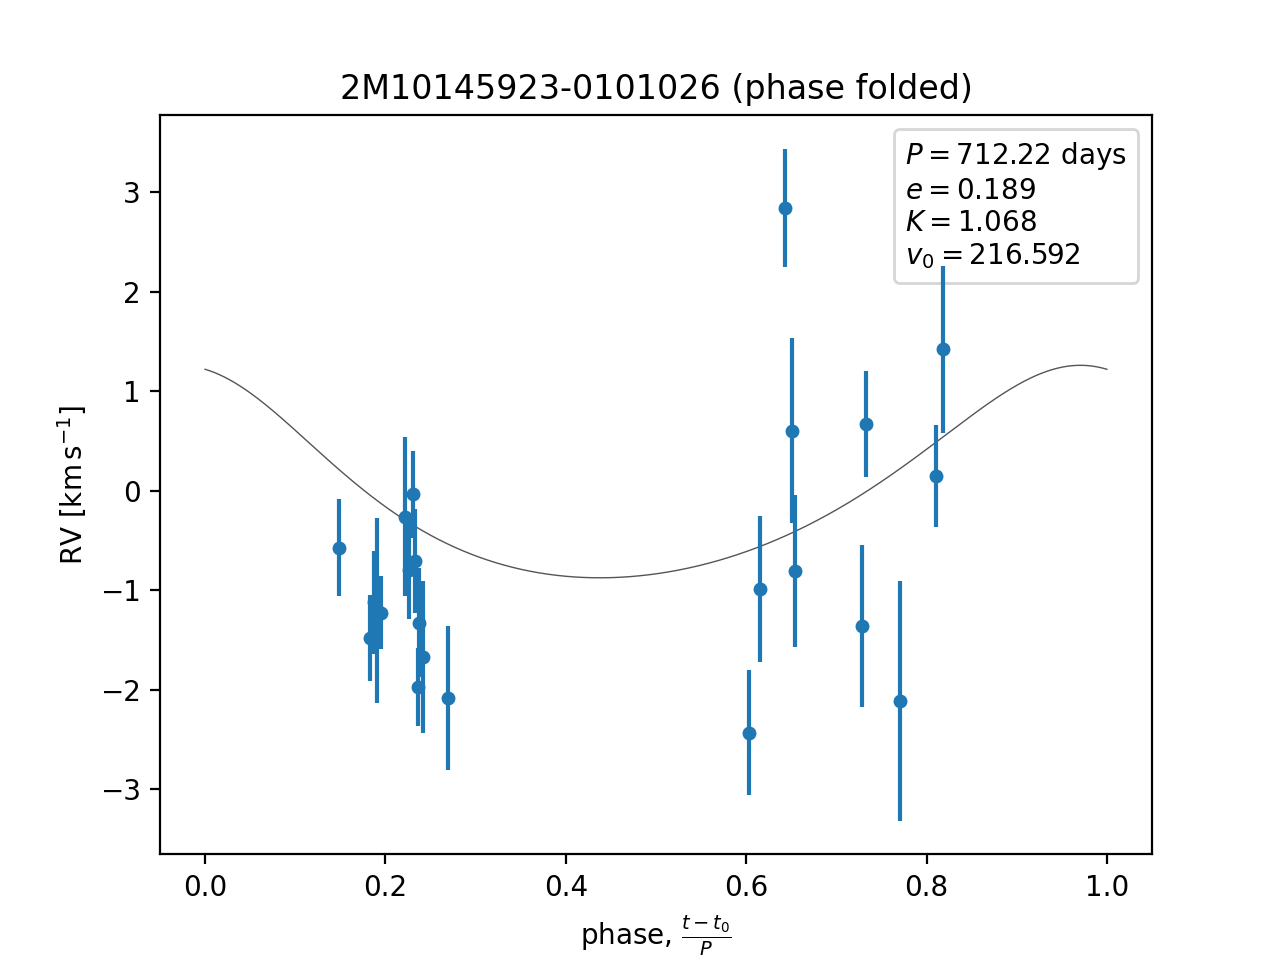 2M10145923-0101026 (phase folded)
P = 712.22 days
e = 0.189
K = 1.068
v₀ = 216.592
3
2
1
0
−1
−2
−3
RV [km s⁻¹]
0.0 0.2 0.4 0.6 0.8 1.0
phase, (t − t₀)/P